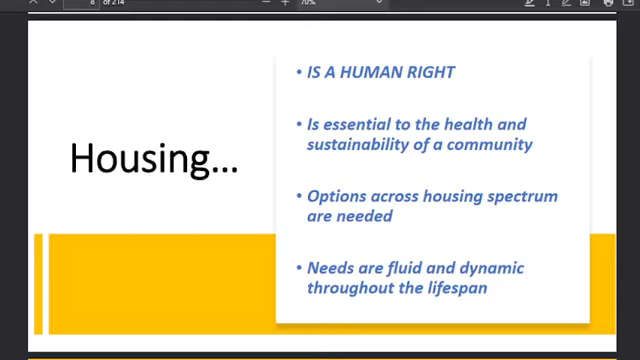 8 of 214
70%
Housing...
• IS A HUMAN RIGHT
• Is essential to the health and
sustainability of a community
• Options across housing spectrum
are needed
• Needs are fluid and dynamic
throughout the lifespan